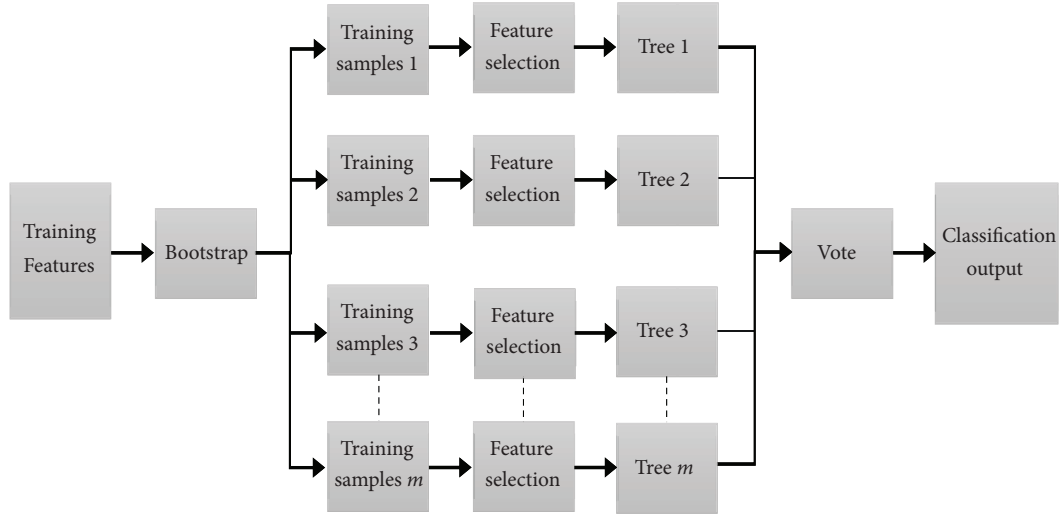 Training
Features
Bootstrap
Training
samples 1
Feature
selection
Tree 1
Training
samples 2
Feature
selection
Tree 2
Training
samples 3
Feature
selection
Tree 3
Training
samples m
Feature
selection
Tree m
Vote
Classification
output